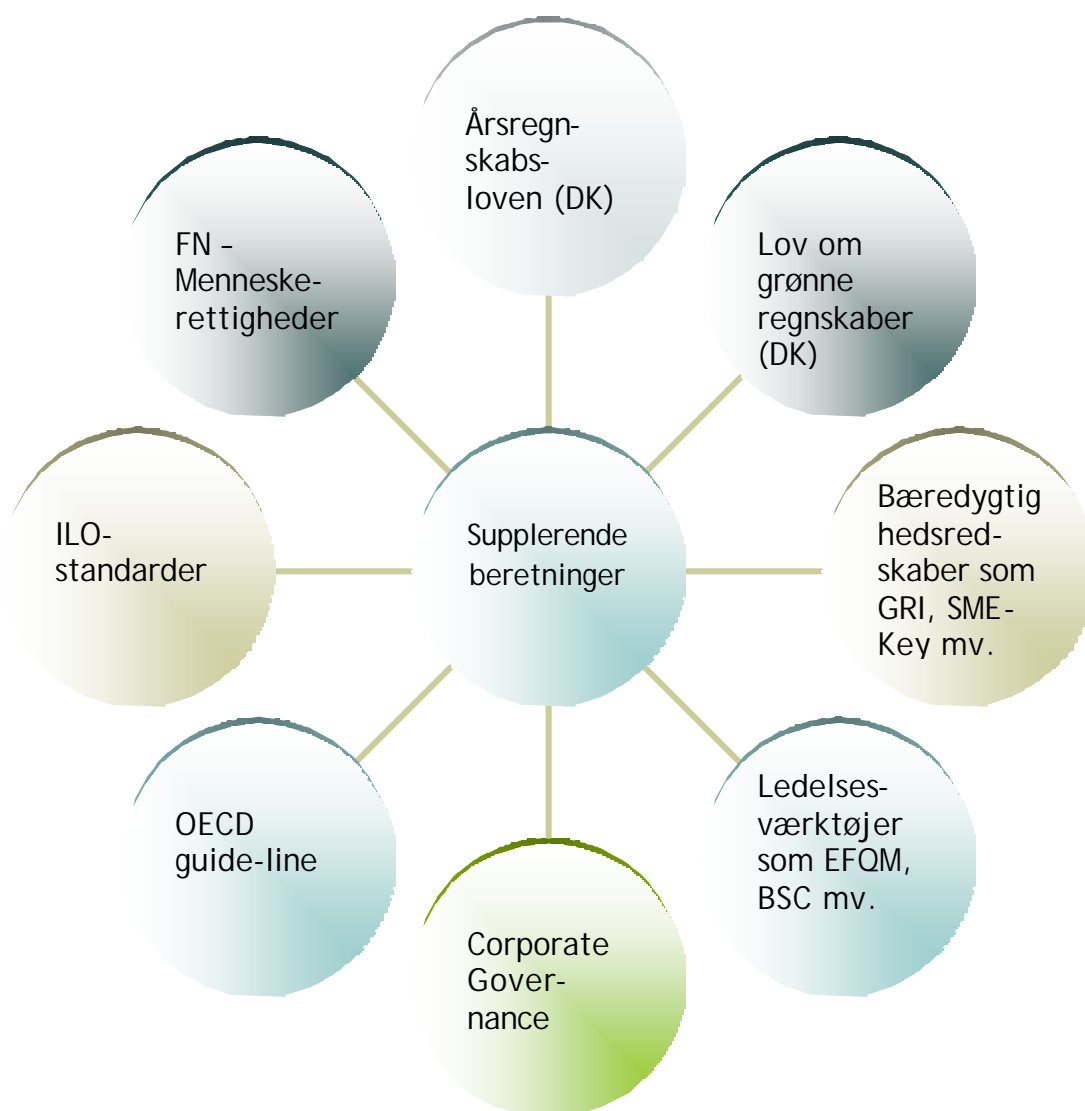 Årsregn-
skabs-
loven (DK)
FN –
Menneske-
rettigheder
Lov om
grønne
regnskaber
(DK)
ILO-
standarder
Supplerende
beretninger
Bæredygtig
hedsred-
skaber som
GRI, SME-
Key mv.
OECD
guide-line
Ledelses-
værktøjer
som EFQM,
BSC mv.
Corporate
Gover-
nance